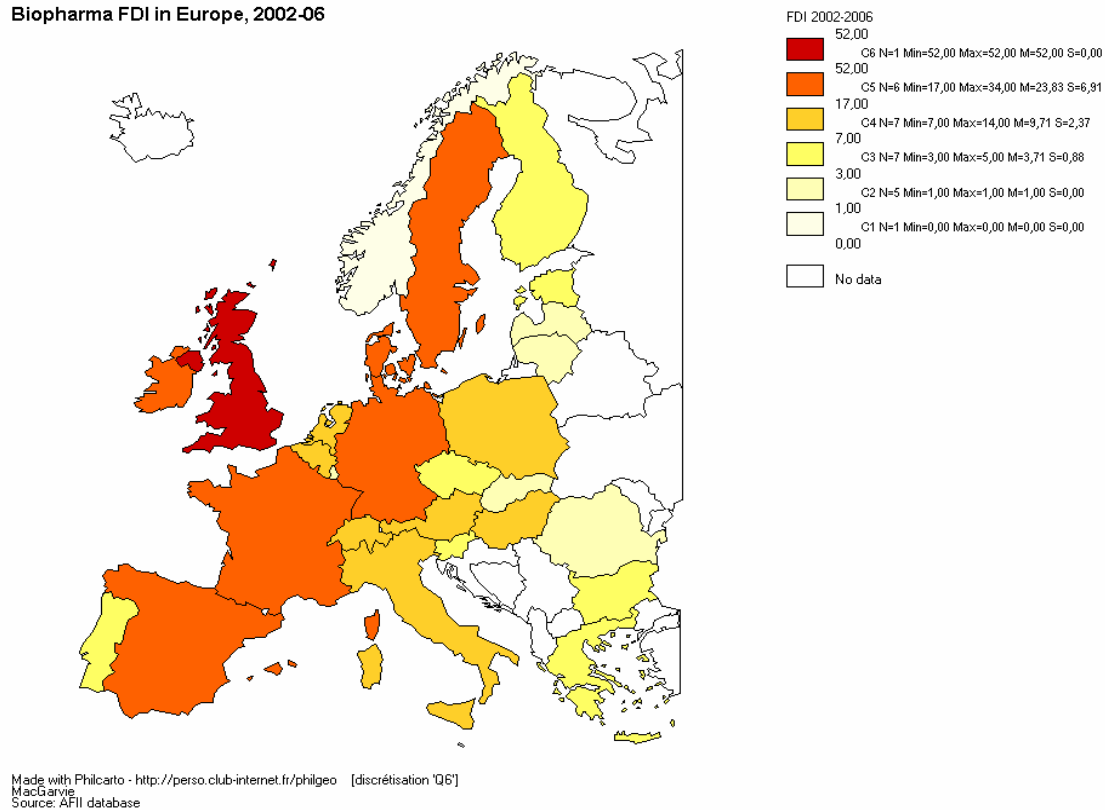 Biopharma FDI in Europe, 2002-06
FDI 2002-2006
52,00
C6 N=1 Min=52,00 Max=52,00 M=52,00 S=0,00
52,00
C5 N=6 Min=17,00 Max=34,00 M=23,83 S=6,91
17,00
C4 N=7 Min=7,00 Max=14,00 M=9,71 S=2,37
7,00
C3 N=7 Min=3,00 Max=5,00 M=3,71 S=0,88
3,00
C2 N=5 Min=1,00 Max=1,00 M=1,00 S=0,00
1,00
C1 N=1 Min=0,00 Max=0,00 M=0,00 S=0,00
0,00
No data
Made with Philcarto - http://perso.club-internet.fr/philgeo [discrétisation 'Q6']
MacGarvie
Source: AFII database